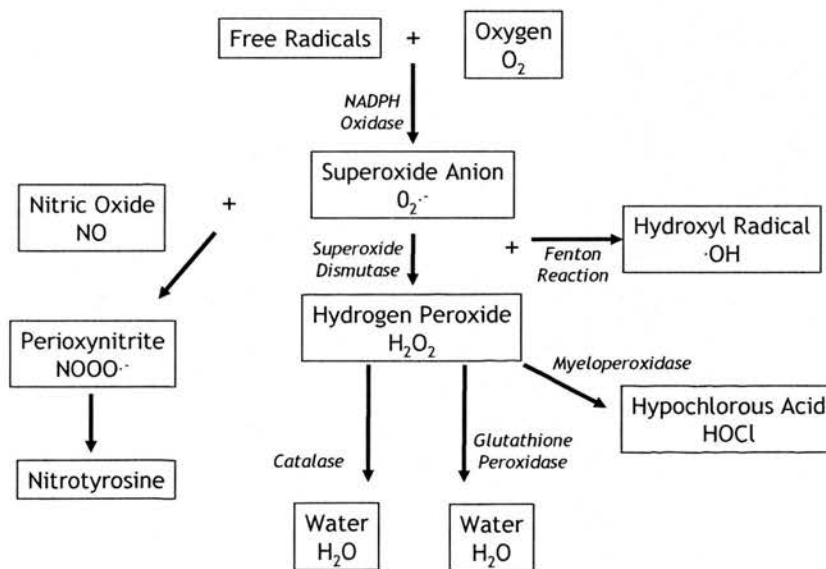 Free Radicals + Oxygen
O₂
NADPH
Oxidase
Superoxide Anion
O₂·⁻
Nitric Oxide
NO
+
Superoxide
Dismutase
+
Fenton
Reaction
Hydroxyl Radical
·OH
Hydrogen Peroxide
H₂O₂
Perioxynitrite
NOOO·⁻
Myeloperoxidase
Hypochlorous Acid
HOCl
Nitrotyrosine
Catalase
Glutathione
Peroxidase
Water
H₂O
Water
H₂O